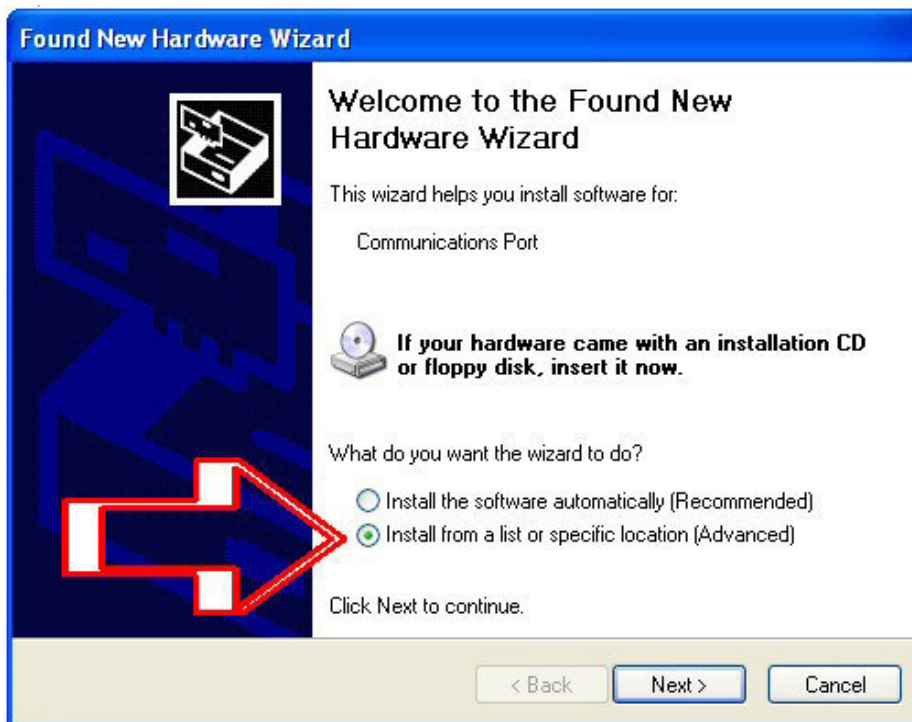 Found New Hardware Wizard
Welcome to the Found New
Hardware Wizard
This wizard helps you install software for:
Communications Port
If your hardware came with an installation CD
or floppy disk, insert it now.
What do you want the wizard to do?
Install the software automatically (Recommended)
Install from a list or specific location (Advanced)
Click Next to continue.
< Back Next > Cancel